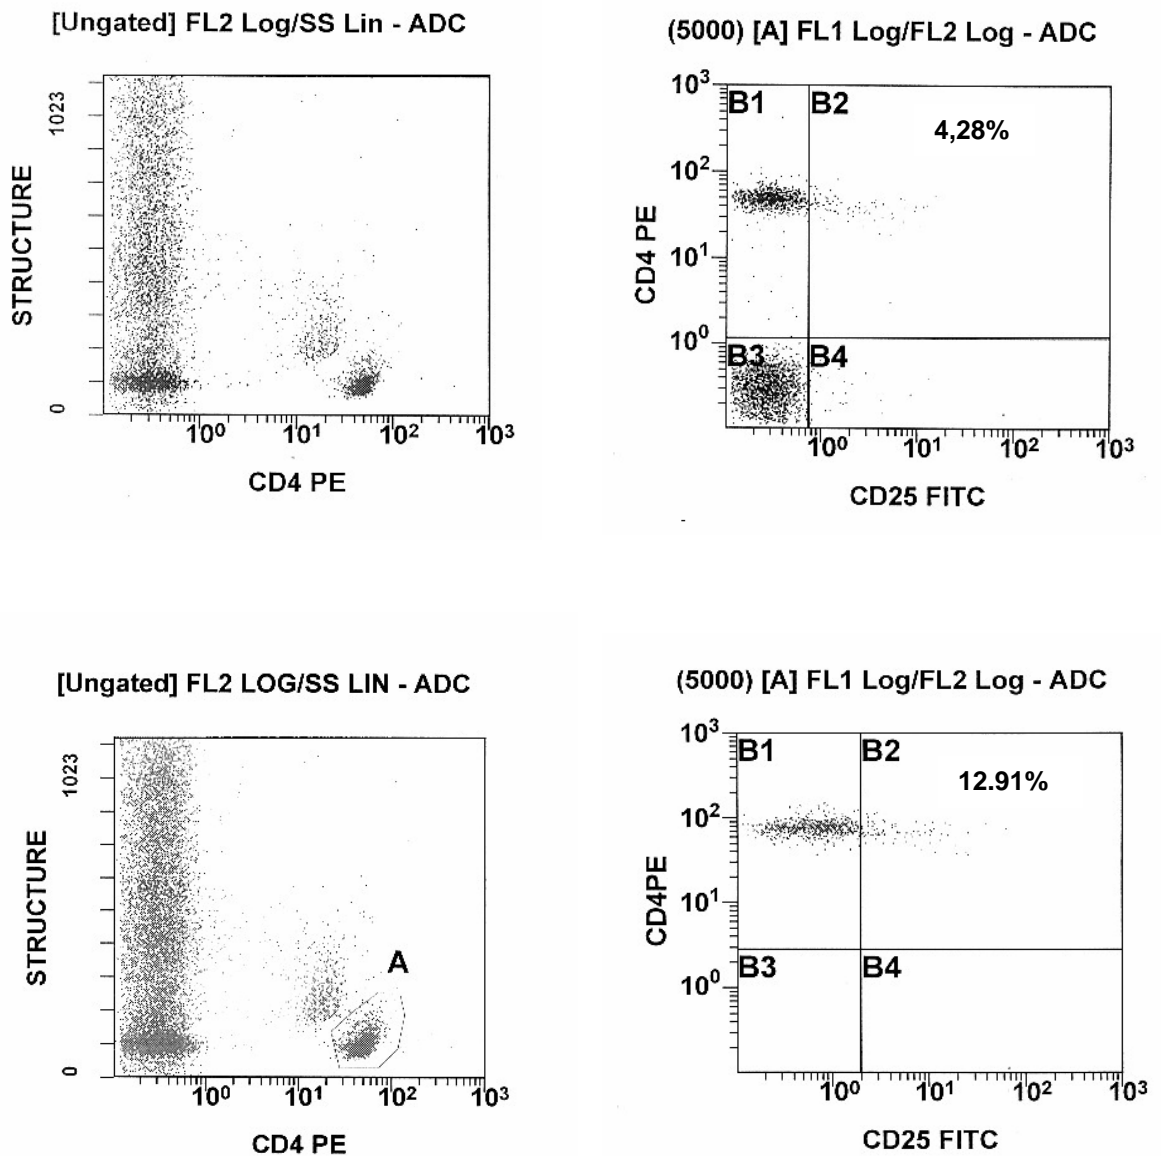 [Ungated] FL2 Log/SS Lin - ADC
1023
STRUCTURE
0
10⁰ 10¹ 10² 10³
CD4 PE
(5000) [A] FL1 Log/FL2 Log - ADC
10³
B1 B2
4,28%
10²
CD4 PE
10¹
10⁰
B3 B4
10⁰ 10¹ 10² 10³
CD25 FITC
[Ungated] FL2 LOG/SS LIN - ADC
1023
STRUCTURE
A
0
10⁰ 10¹ 10² 10³
CD4 PE
(5000) [A] FL1 Log/FL2 Log - ADC
10³
B1 B2
12.91%
10²
CD4PE
10¹
B3 B4
10⁰
10⁰ 10¹ 10² 10³
CD25 FITC